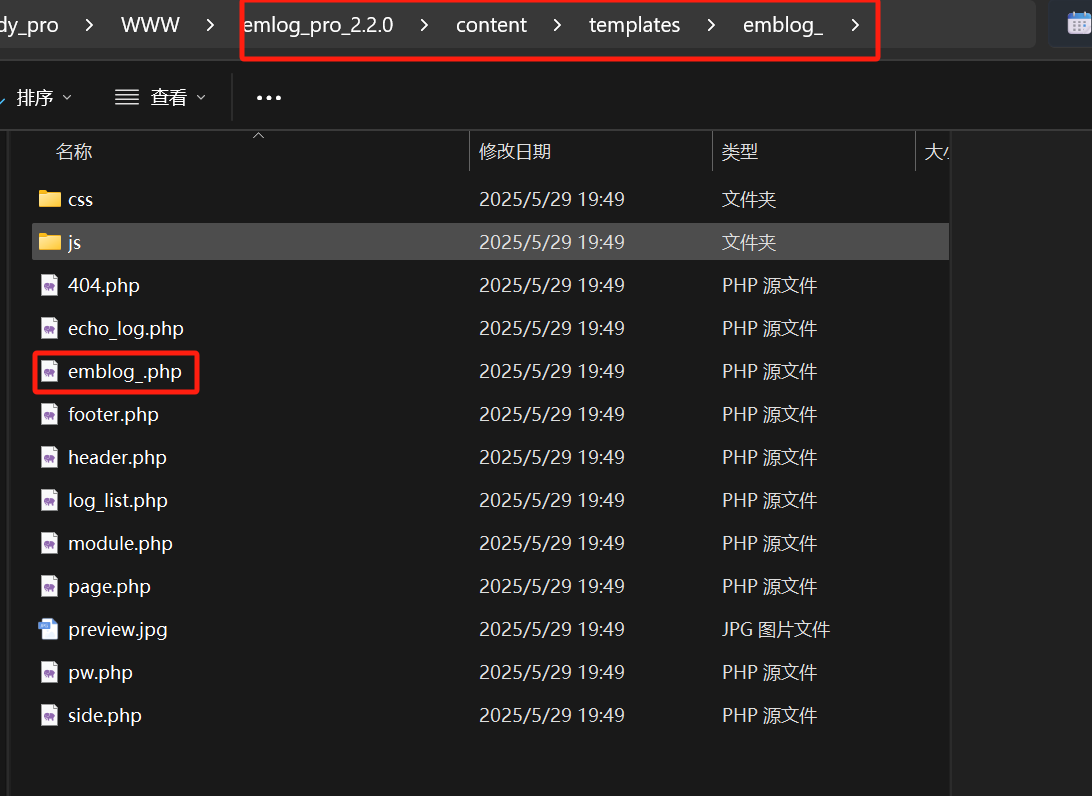 dy_pro > WWW > emlog_pro_2.2.0 > content > templates > emblog_ >
排序 查看 •••
名称 修改日期 类型
css 2025/5/29 19:49 文件夹
js 2025/5/29 19:49 文件夹
404.php 2025/5/29 19:49 PHP 源文件
echo_log.php 2025/5/29 19:49 PHP 源文件
emblog_.php 2025/5/29 19:49 PHP 源文件
footer.php 2025/5/29 19:49 PHP 源文件
header.php 2025/5/29 19:49 PHP 源文件
log_list.php 2025/5/29 19:49 PHP 源文件
module.php 2025/5/29 19:49 PHP 源文件
page.php 2025/5/29 19:49 PHP 源文件
preview.jpg 2025/5/29 19:49 JPG 图片文件
pw.php 2025/5/29 19:49 PHP 源文件
side.php 2025/5/29 19:49 PHP 源文件